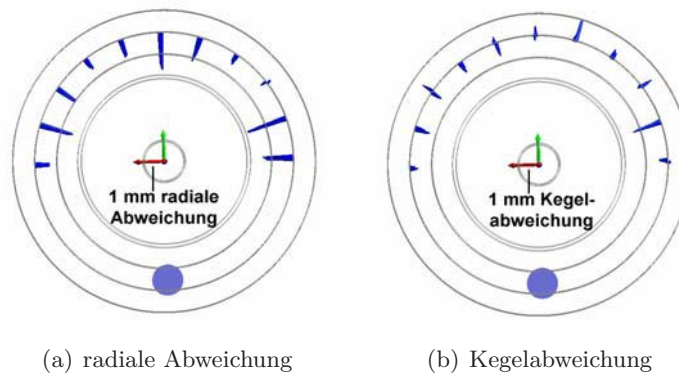 1 mm radiale
Abweichung
1 mm Kegel-
abweichung
(a) radiale Abweichung
(b) Kegelabweichung